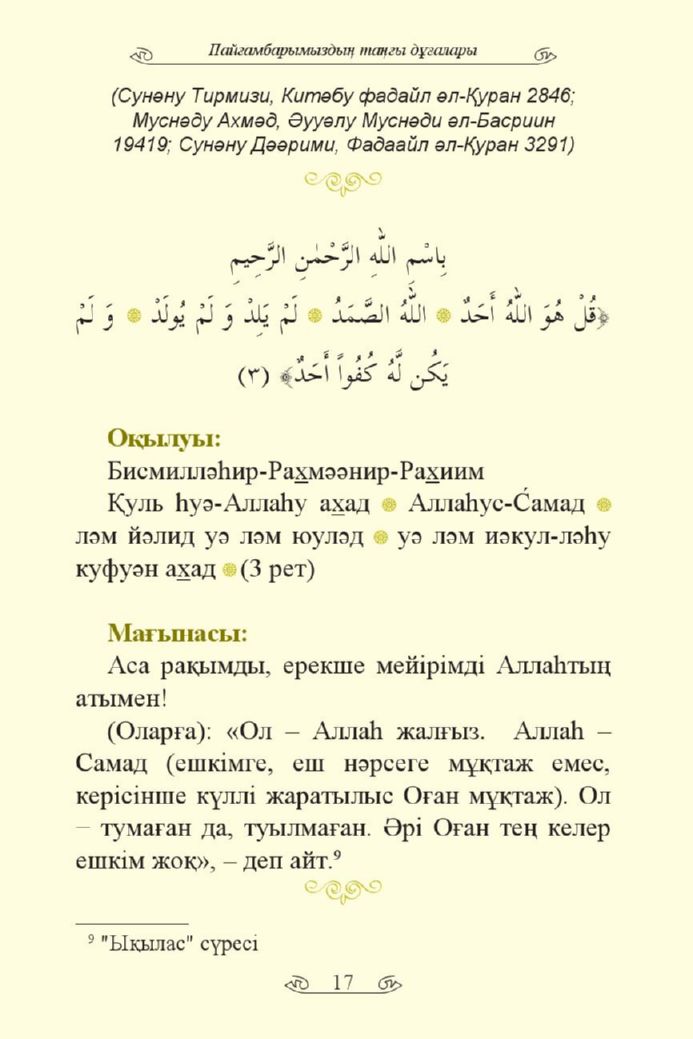 Пайғамбарымыздың таңғы дұғалары
(Сунәну Тирмизи, Китәбу фадайл әл-Қуран 2846;
Муснәду Ахмәд, Әууәлу Муснәди әл-Басриин
19419; Сунәну Дәәрими, Фадаайл әл-Қуран 3291)
بِاسْمِ اللّٰهِ الرَّحْمٰنِ الرَّحِيمِ
﴿قُلْ هُوَ اللّٰهُ أَحَدٌ ۞ اللّٰهُ الصَّمَدُ ۞ لَمْ يَلِدْ وَ لَمْ يُولَدْ ۞ وَ لَمْ
يَكُن لَّهُ كُفُواً أَحَدٌ﴾ (٣)
Оқылуы:
Бисмилләһир-Рахмәәнир-Рахиим
Қуль һуә-Аллаһу ахад ۞ Аллаһус-С́амад ۞
ләм йәлид уә ләм юуләд ۞ уә ләм иәкул-ләһу
куфуән ахад ۞ (3 рет)
Мағынасы:
Аса рақымды, ерекше мейірімді Аллаһтың
атымен!
(Оларға): «Ол – Аллаһ жалғыз. Аллаһ –
Самад (ешкімге, еш нәрсеге мұқтаж емес,
керісінше күллі жаратылыс Оған мұқтаж). Ол
– тумаған да, туылмаған. Әрі Оған тең келер
ешкім жоқ», – деп айт.⁹
⁹ "Ықылас" сүресі
17